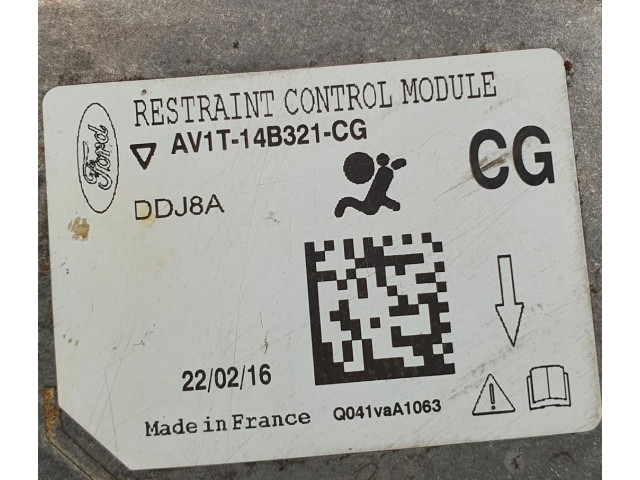 Ford
RESTRAINT CONTROL MODULE
AV1T-14B321-CG
CG
DDJ8A
22/02/16
Made in France
Q041vaA1063